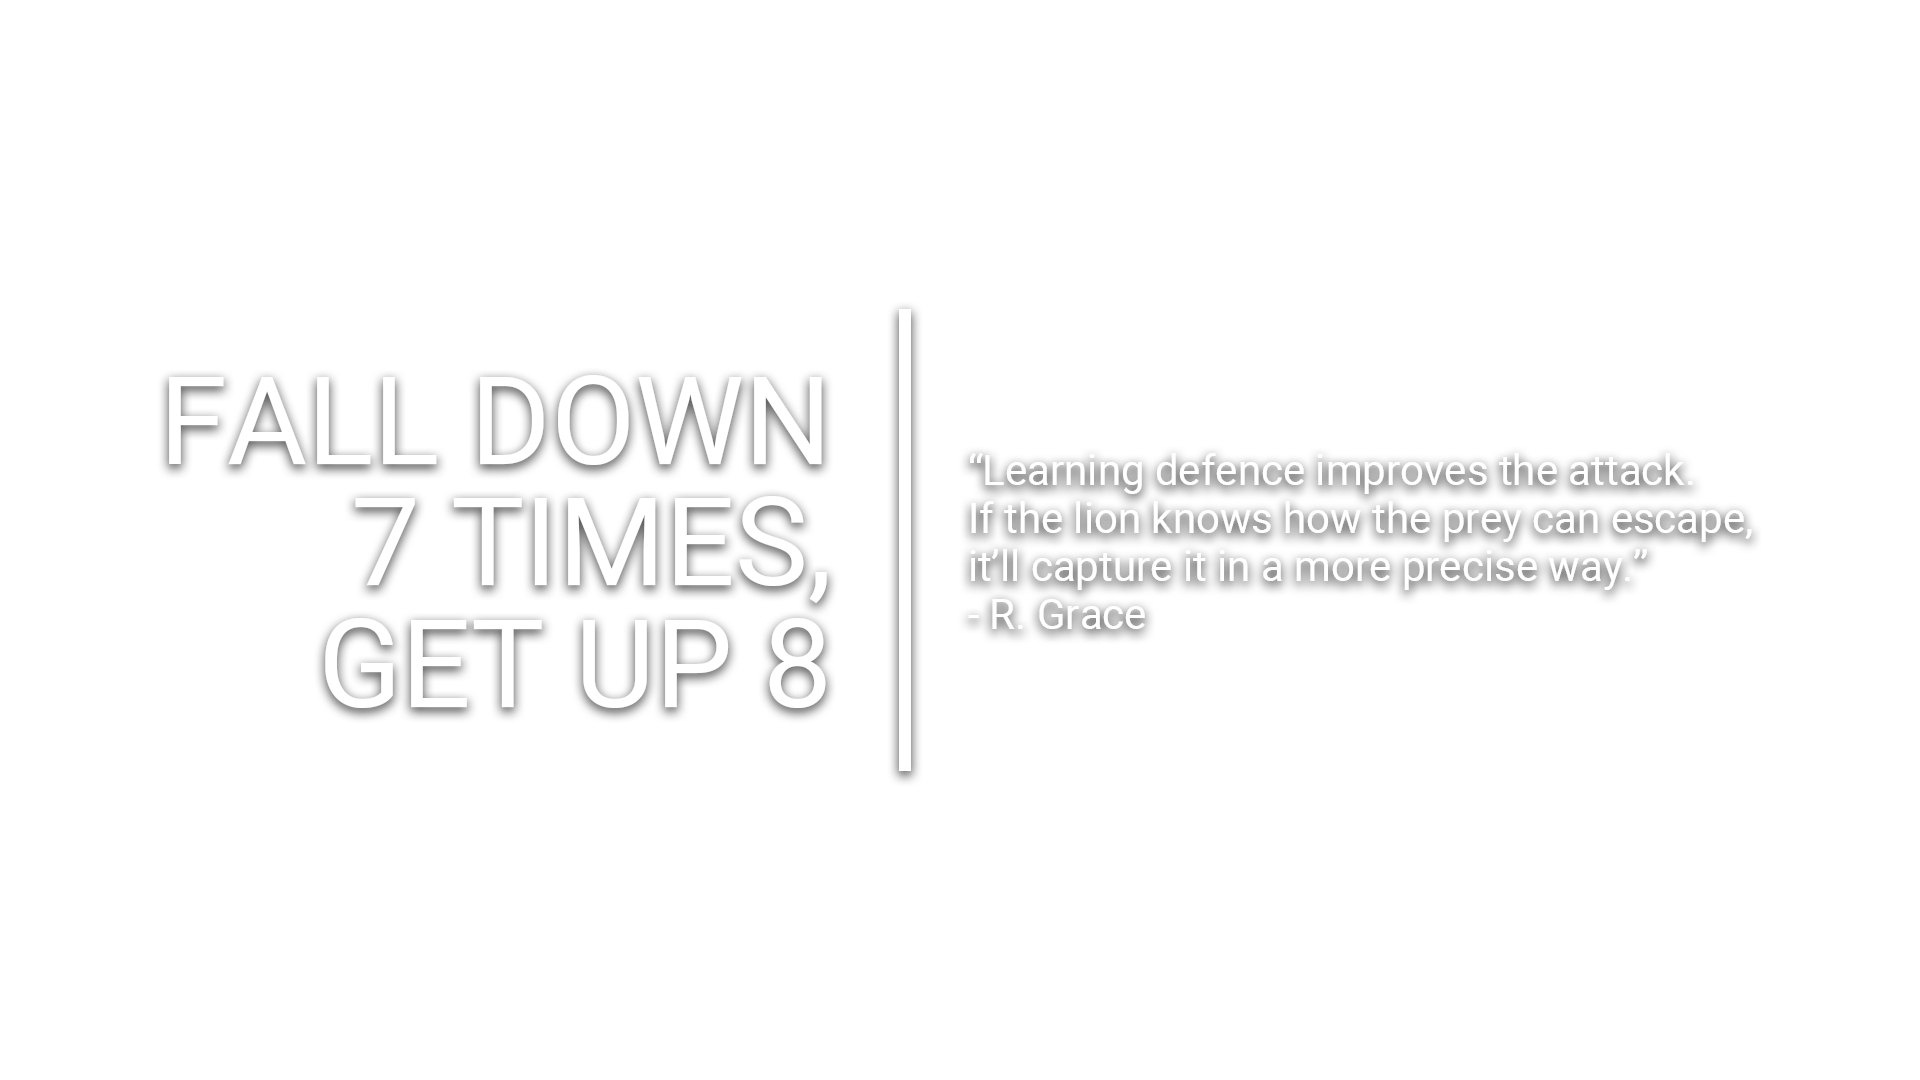 FALL DOWN
7 TIMES,
GET UP 8
“Learning defence improves the attack.
If the lion knows how the prey can escape,
it’ll capture it in a more precise way.”
- R. Grace